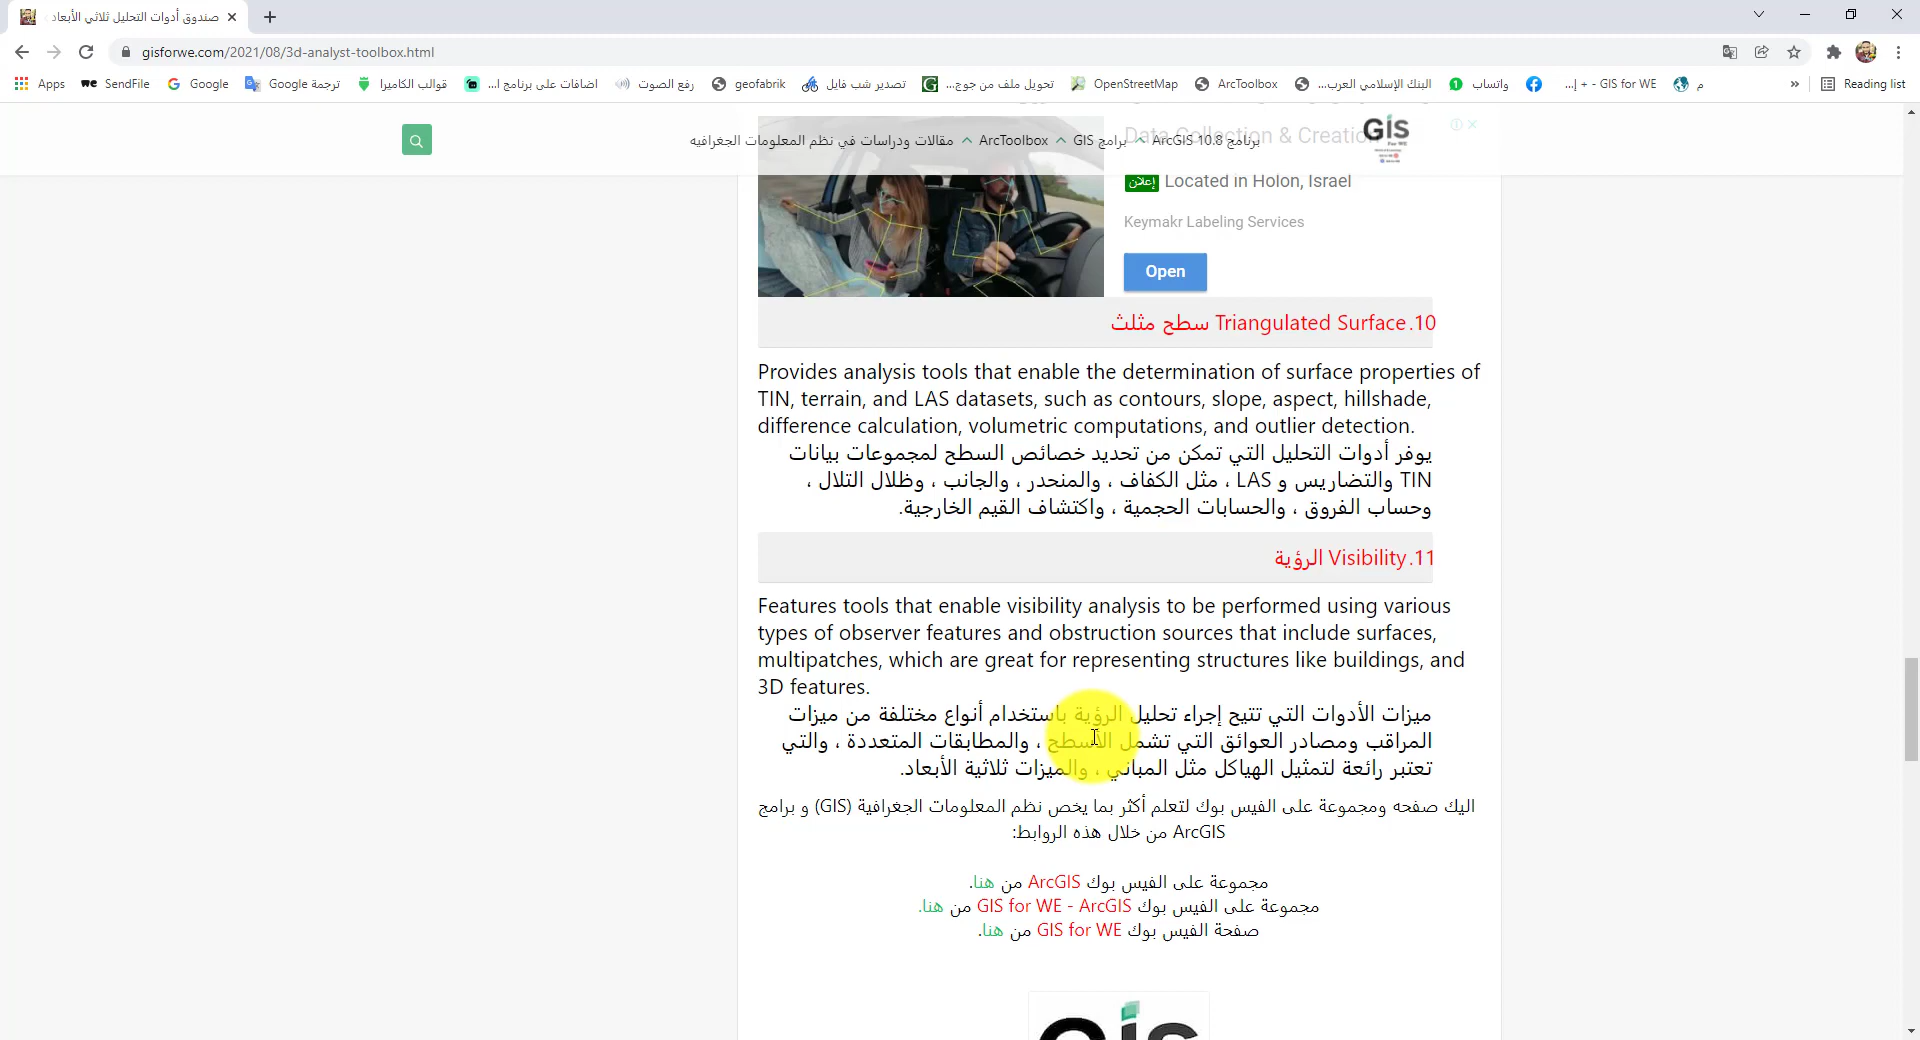 صندوق أدوات التحليل ثلاثي الأبعاد
gisforwe.com/2021/08/3d-analyst-toolbox.html
Apps
SendFile
Google
ترجمة Google
قوالب الكاميرا
اضافات على برنامج ا...
رفع الصوت
geofabrik
تصدير شب فايل
تحويل ملف من جوج...
OpenStreetMap
ArcToolbox
البنك الإسلامي العرب...
واتساب
GIS for WE - + |...
م
Reading list
GIS
For WE
برنامج ArcGIS 10.8
برامج GIS
ArcToolbox
مقالات ودراسات في نظم المعلومات الجغرافيه
Data Collection & Creation
إعلان Located in Holon, Israel
Keymakr Labeling Services
Open
10.Triangulated Surface سطح مثلث
Provides analysis tools that enable the determination of surface properties of
TIN, terrain, and LAS datasets, such as contours, slope, aspect, hillshade,
difference calculation, volumetric computations, and outlier detection.
يوفر أدوات التحليل التي تمكن من تحديد خصائص السطح لمجموعات بيانات
TIN والتضاريس و LAS ، مثل الكفاف ، والمنحدر ، والجانب ، وظلال التلال ،
وحساب الفروق ، والحسابات الحجمية ، واكتشاف القيم الخارجية.
11.Visibility الرؤية
Features tools that enable visibility analysis to be performed using various
types of observer features and obstruction sources that include surfaces,
multipatches, which are great for representing structures like buildings, and
3D features.
ميزات الأدوات التي تتيح إجراء تحليل الرؤية باستخدام أنواع مختلفة من ميزات
المراقب ومصادر العوائق التي تشمل الأسطح ، والمطابقات المتعددة ، والتي
تعتبر رائعة لتمثيل الهياكل مثل المباني ، والميزات ثلاثية الأبعاد.
اليك صفحه ومجموعة على الفيس بوك لتعلم أكثر بما يخص نظم المعلومات الجغرافية (GIS) و برامج
ArcGIS من خلال هذه الروابط:
مجموعة على الفيس بوك ArcGIS من هنا.
مجموعة على الفيس بوك GIS for WE - ArcGIS من هنا.
صفحة الفيس بوك GIS for WE من هنا.
GIS